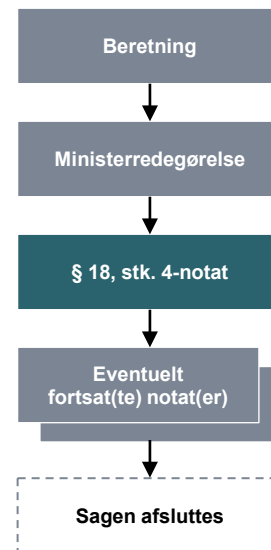 Beretning
Ministerredegørelse
§ 18, stk. 4-notat
Eventuelt
fortsat(te) notat(er)
Sagen afsluttes